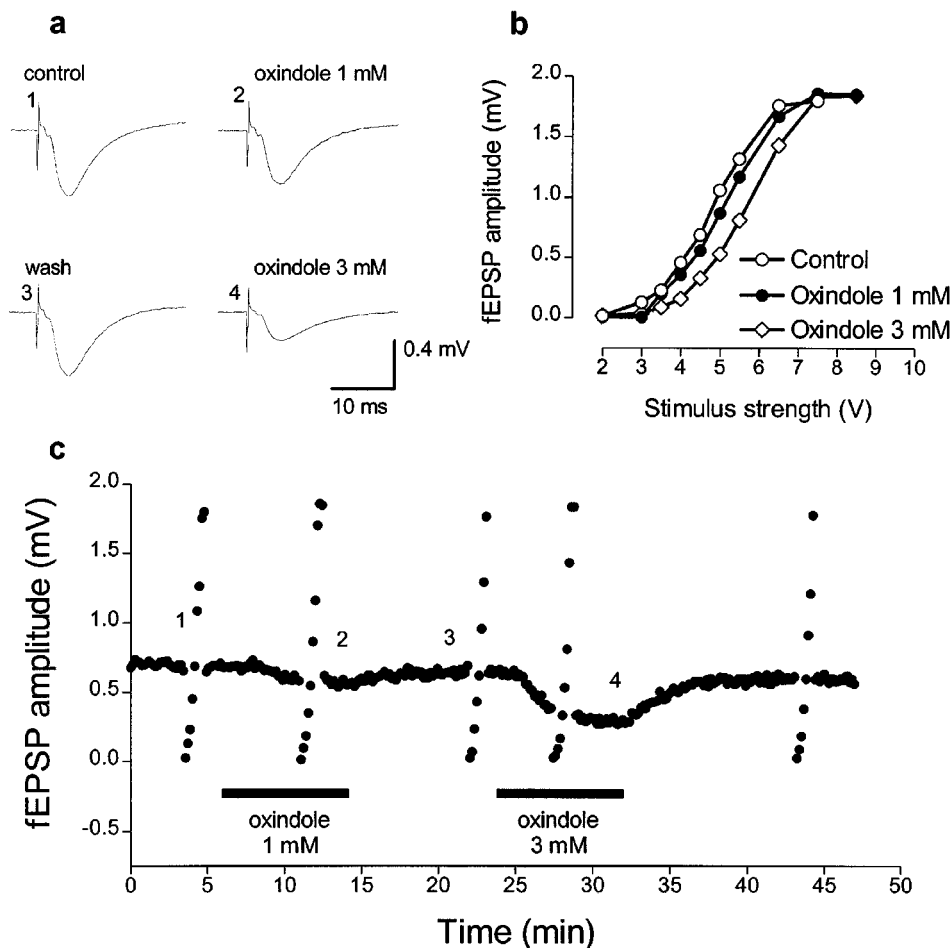 a
control
1
oxindole 1 mM
2
wash
3
oxindole 3 mM
4
0.4 mV
10 ms
b
fEPSP amplitude (mV)
2.0
1.5
1.0
0.5
0.0
Control
Oxindole 1 mM
Oxindole 3 mM
2 3 4 5 6 7 8 9 10
Stimulus strength (V)
c
fEPSP amplitude (mV)
2.0
1.5
1.0
0.5
0.0
-0.5
1
2
3
4
oxindole
1 mM
oxindole
3 mM
0 5 10 15 20 25 30 35 40 45 50
Time (min)